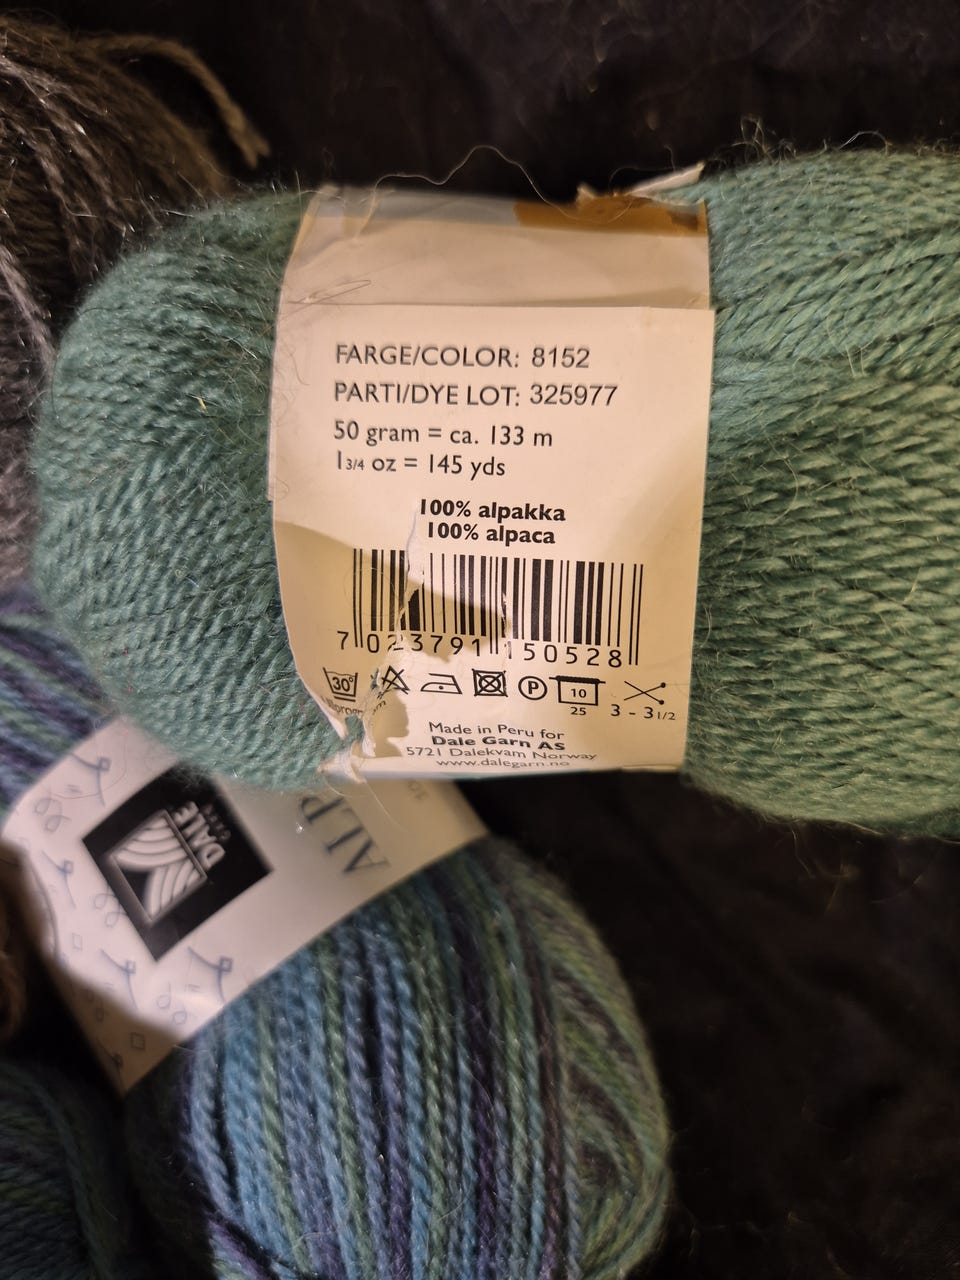 FARGE/COLOR: 8152
PARTI/DYE LOT: 325977
50 gram = ca. 133 m
1 3/4 oz = 145 yds
100% alpakka
100% alpaca
7 023791 150528
30°
P
10
25
3 - 3 1/2
Made in Peru for
Dale Garn AS
5721 Dalekvam Norway
www.dalegarn.no
DALE
ALP